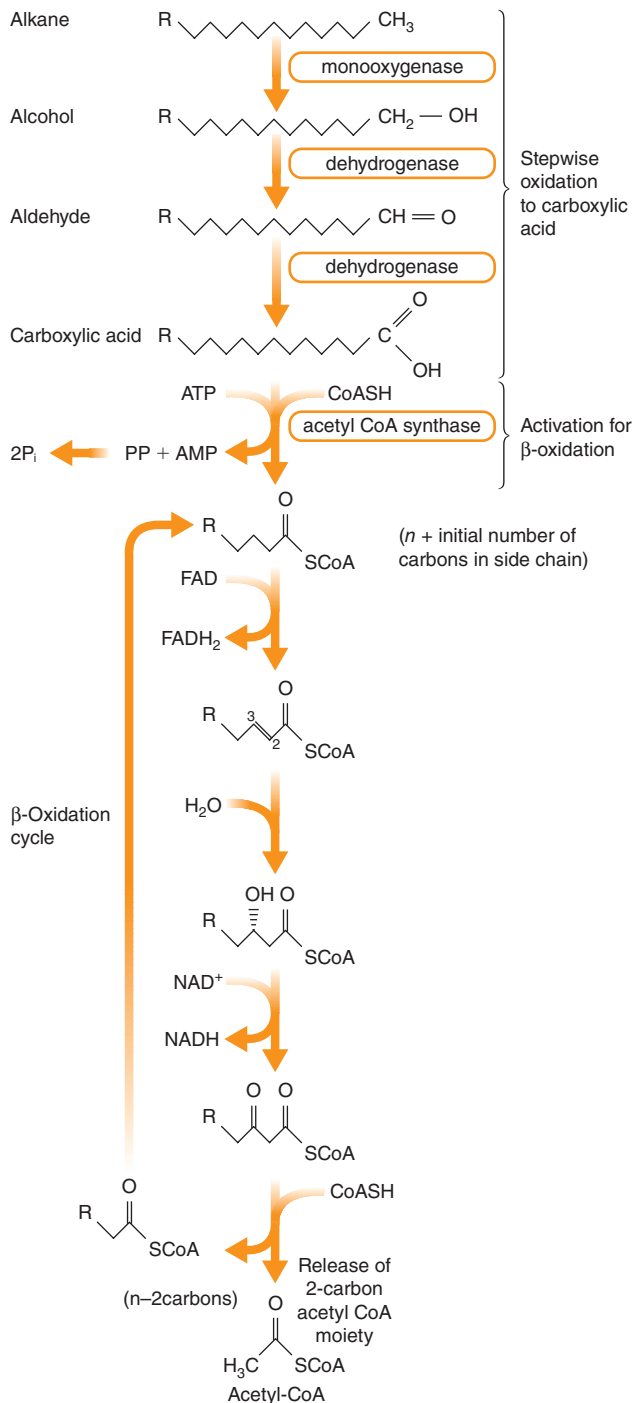 Alkane
R CH3
monooxygenase
Alcohol
R CH2 — OH
dehydrogenase
Stepwise
oxidation
to carboxylic
acid
Aldehyde
R CH = O
dehydrogenase
O
Carboxylic acid R C
OH
ATP CoASH
acetyl CoA synthase
Activation for
β-oxidation
2Pi PP + AMP
O
R
SCoA
(n + initial number of
carbons in side chain)
FAD
FADH2
O
R 3
2
SCoA
β-Oxidation
cycle
H2O
OH O
R
SCoA
NAD+
NADH
O O
R
SCoA
CoASH
O
R
SCoA
(n–2carbons)
Release of
2-carbon
acetyl CoA
moiety
O
H3C SCoA
Acetyl-CoA